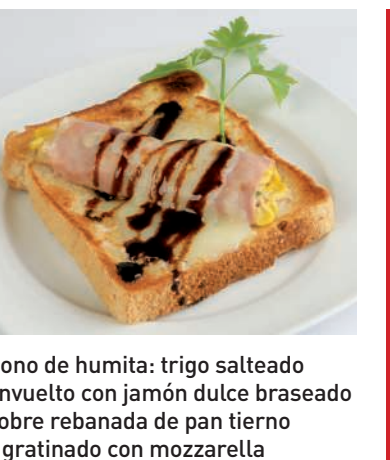 ono de humita: trigo salteado
nvuelto con jamón dulce braseado
obre rebanada de pan tierno
gratinado con mozzarella